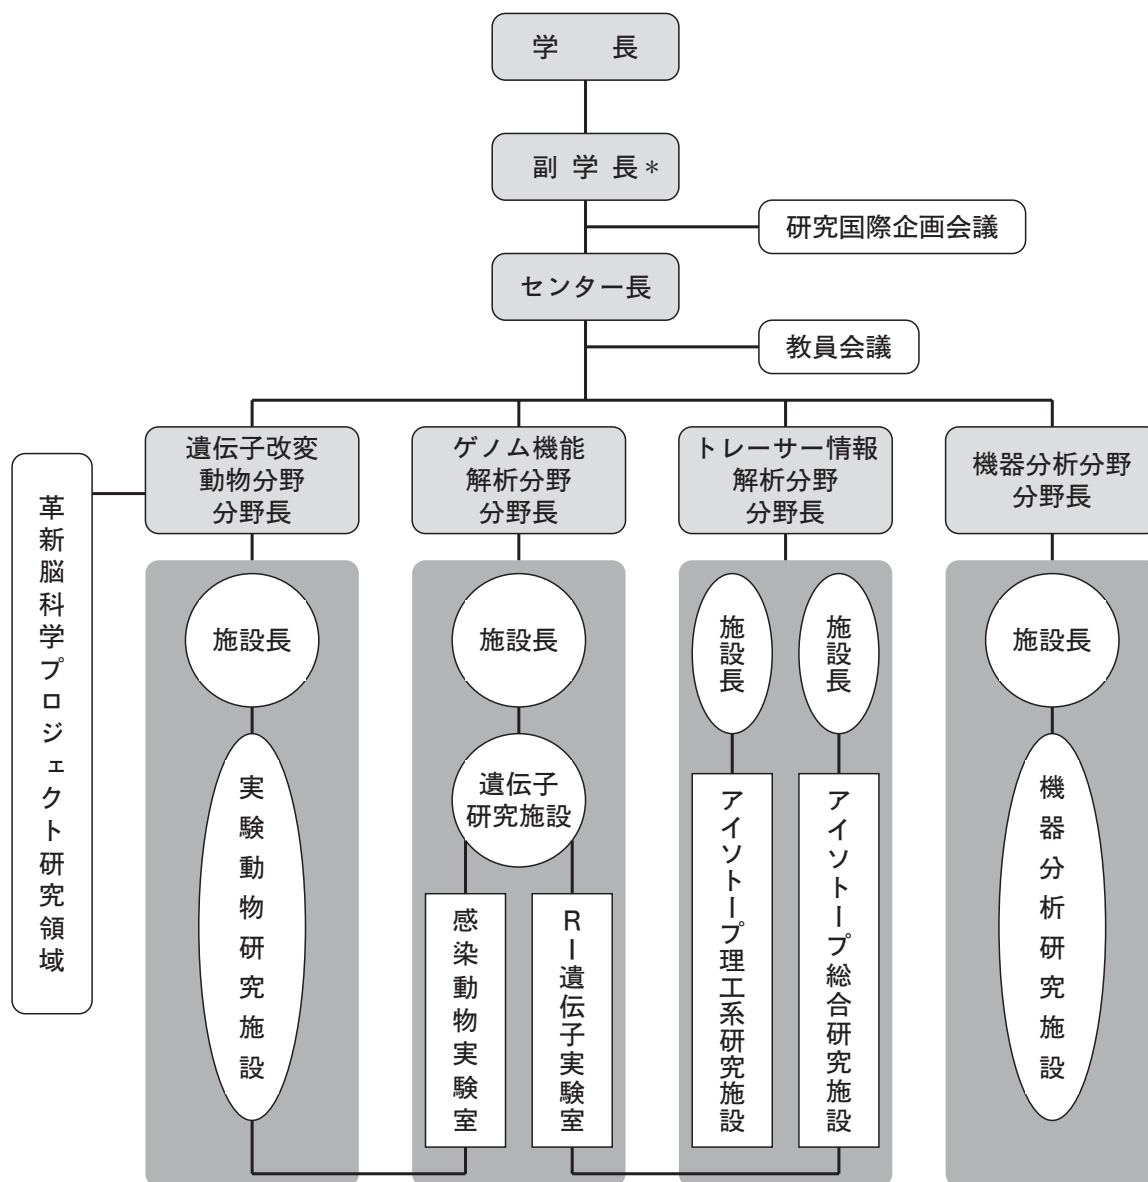 学 長
副 学 長＊
研究国際企画会議
センター長
教員会議
遺伝子改変
動物分野
分野長
ゲノム機能
解析分野
分野長
トレーサー情報
解析分野
分野長
機器分析分野
分野長
革新脳科学プロジェクト研究領域
施設長
施設長
施設長
施設長
施設長
実験動物研究施設
遺伝子
研究施設
感染動物実験室
RI遺伝子実験室
アイソトープ理工系研究施設
アイソトープ総合研究施設
機器分析研究施設